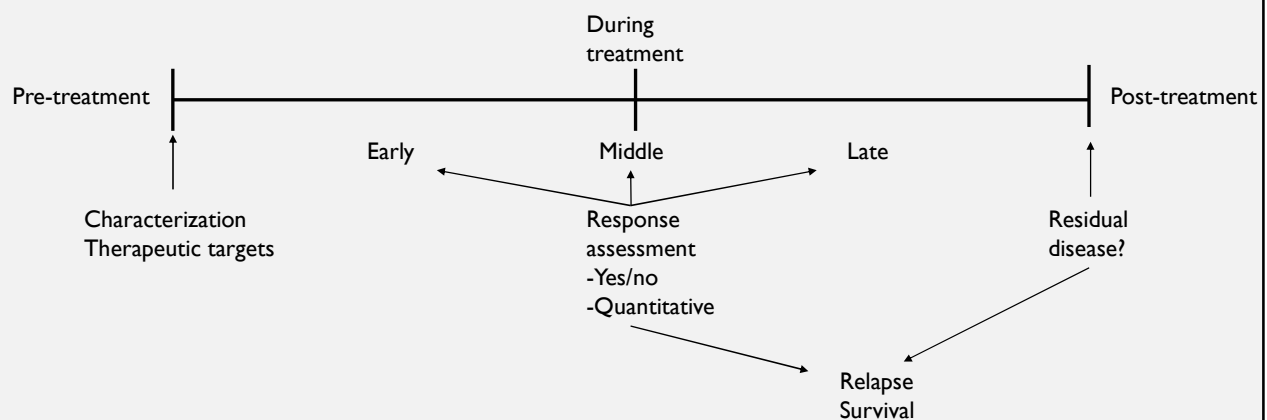 During
treatment
Pre-treatment
Post-treatment
Early
Middle
Late
Characterization
Therapeutic targets
Response
assessment
-Yes/no
-Quantitative
Residual
disease?
Relapse
Survival